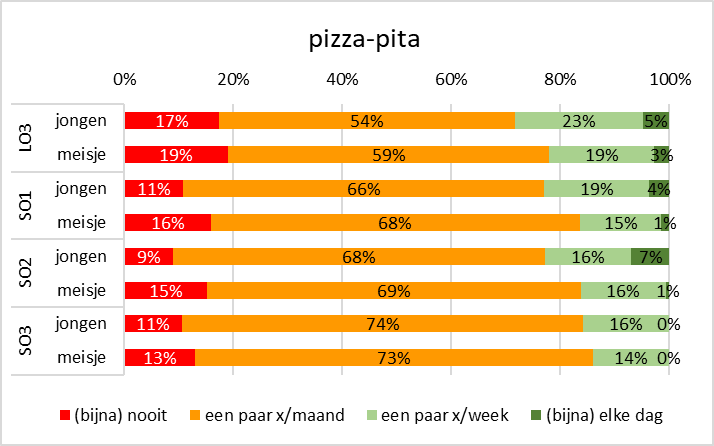 pizza-pita
0% 20% 40% 60% 80% 100%
LO3
jongen 17% 54% 23% 5%
meisje 19% 59% 19% 3%
SO1
jongen 11% 66% 19% 4%
meisje 16% 68% 15% 1%
SO2
jongen 9% 68% 16% 7%
meisje 15% 69% 16% 1%
SO3
jongen 11% 74% 16% 0%
meisje 13% 73% 14% 0%
(bijna) nooit een paar x/maand een paar x/week (bijna) elke dag